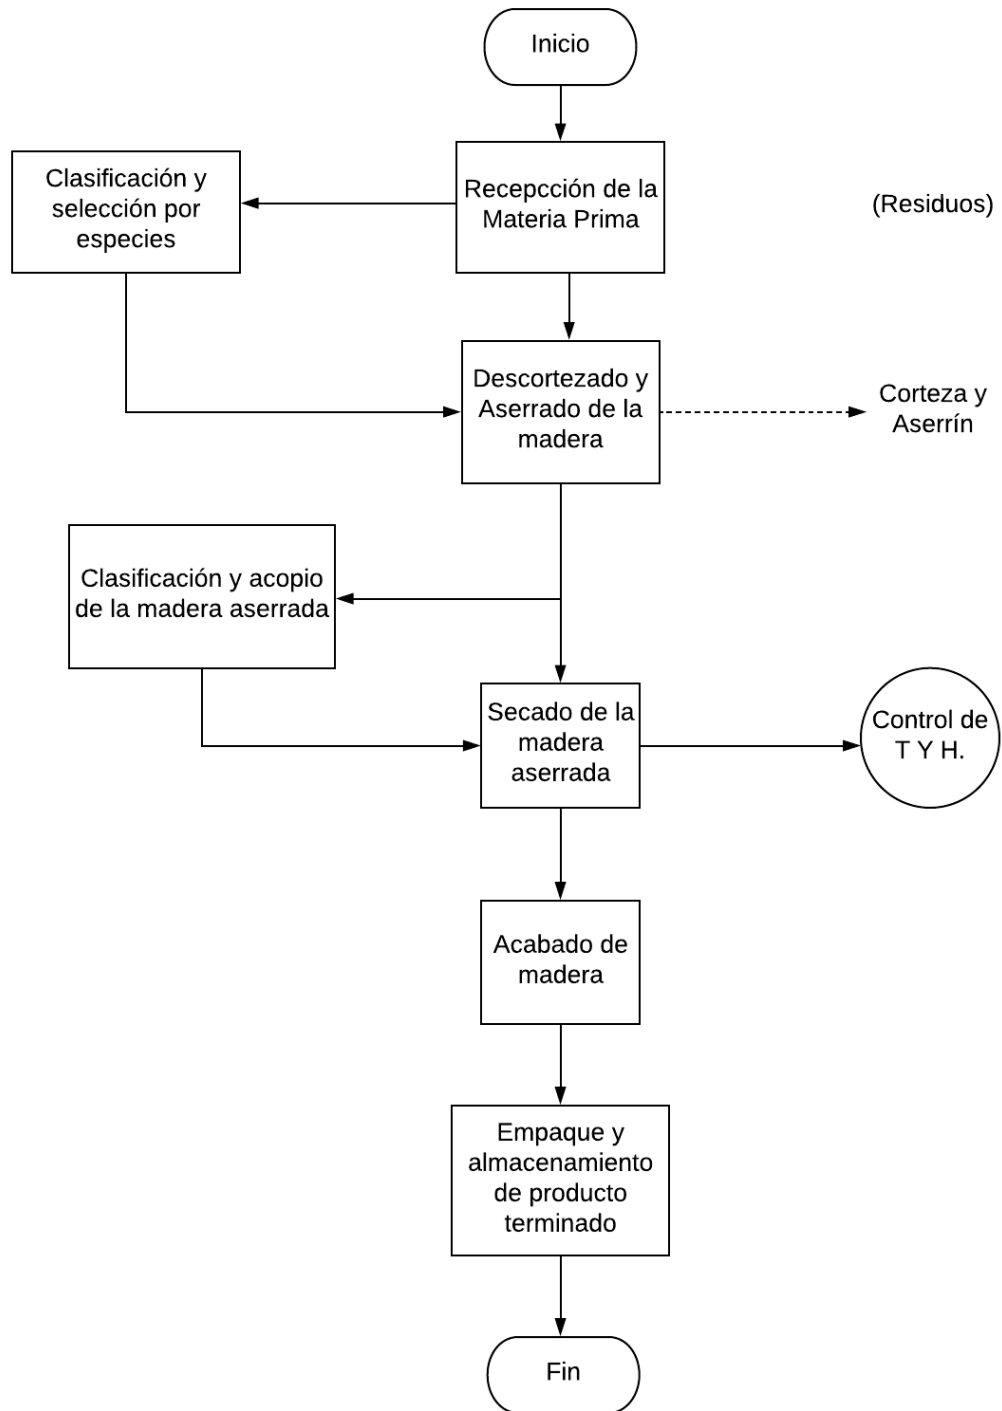 Inicio
Clasificación y
selección por
especies
Recepcción de la
Materia Prima
(Residuos)
Descortezado y
Aserrado de la
madera
Corteza y
Aserrín
Clasificación y acopio
de la madera aserrada
Secado de la
madera
aserrada
Control de
T Y H.
Acabado de
madera
Empaque y
almacenamiento
de producto
terminado
Fin